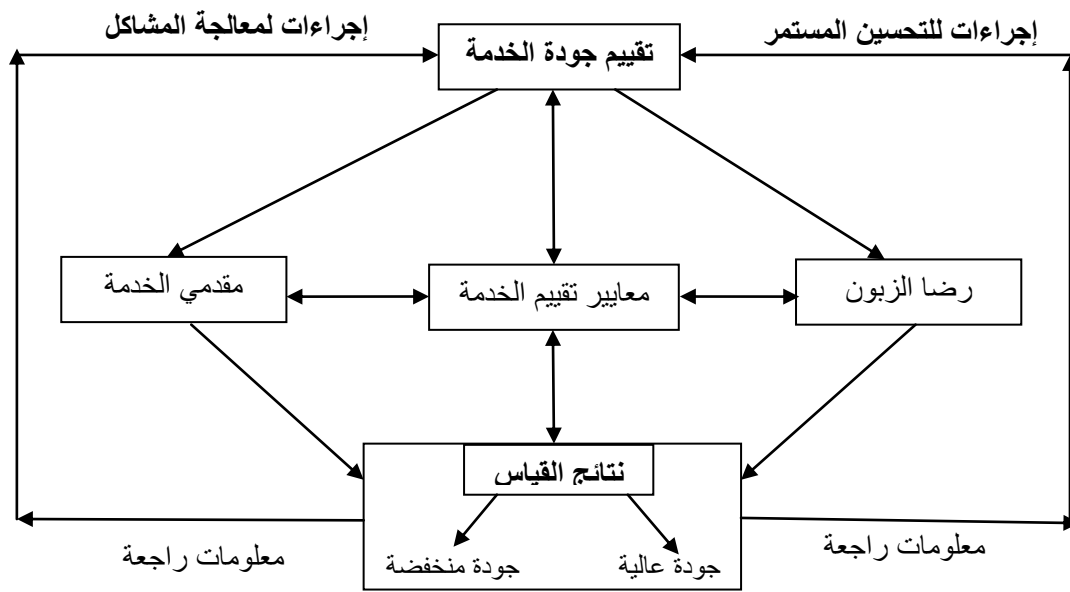 إجراءات للتحسين المستمر
إجراءات لمعالجة المشاكل
تقييم جودة الخدمة
رضا الزبون
معايير تقييم الخدمة
مقدمي الخدمة
نتائج القياس
جودة عالية
جودة منخفضة
معلومات راجعة
معلومات راجعة